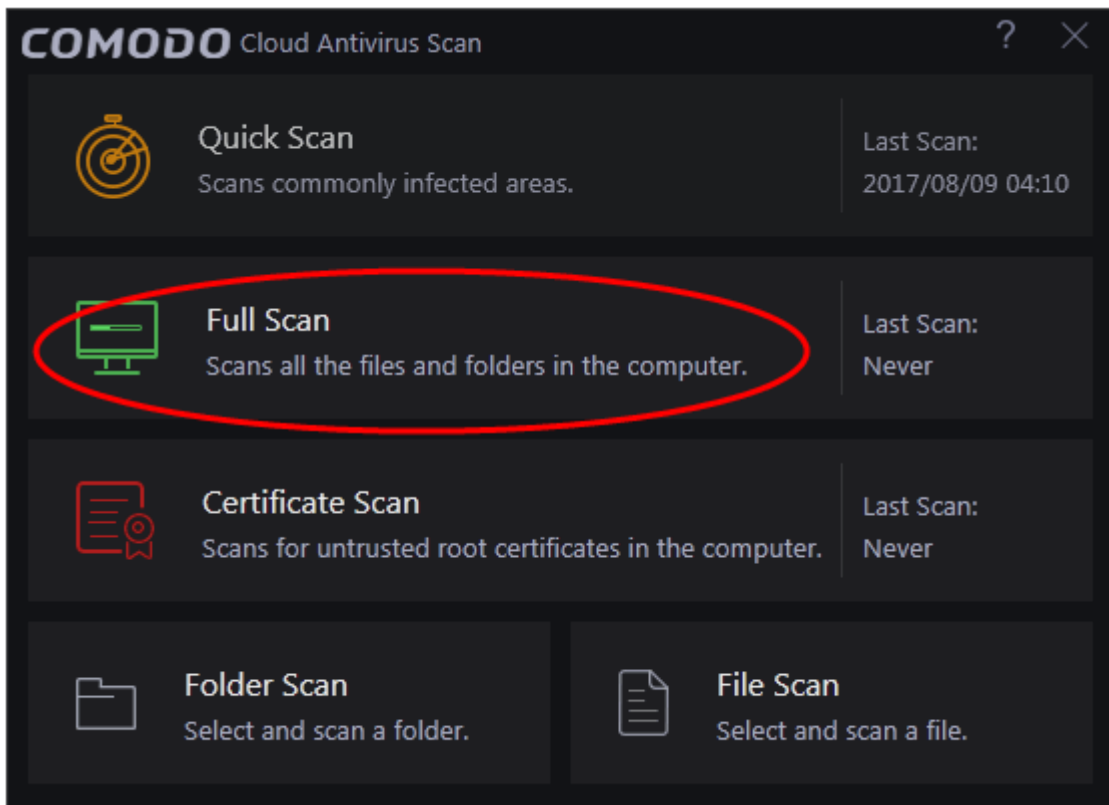 COMODO Cloud Antivirus Scan ?
Quick Scan
Scans commonly infected areas.
Last Scan:
2017/08/09 04:10
Full Scan
Scans all the files and folders in the computer.
Last Scan:
Never
Certificate Scan
Scans for untrusted root certificates in the computer.
Last Scan:
Never
Folder Scan
Select and scan a folder.
File Scan
Select and scan a file.